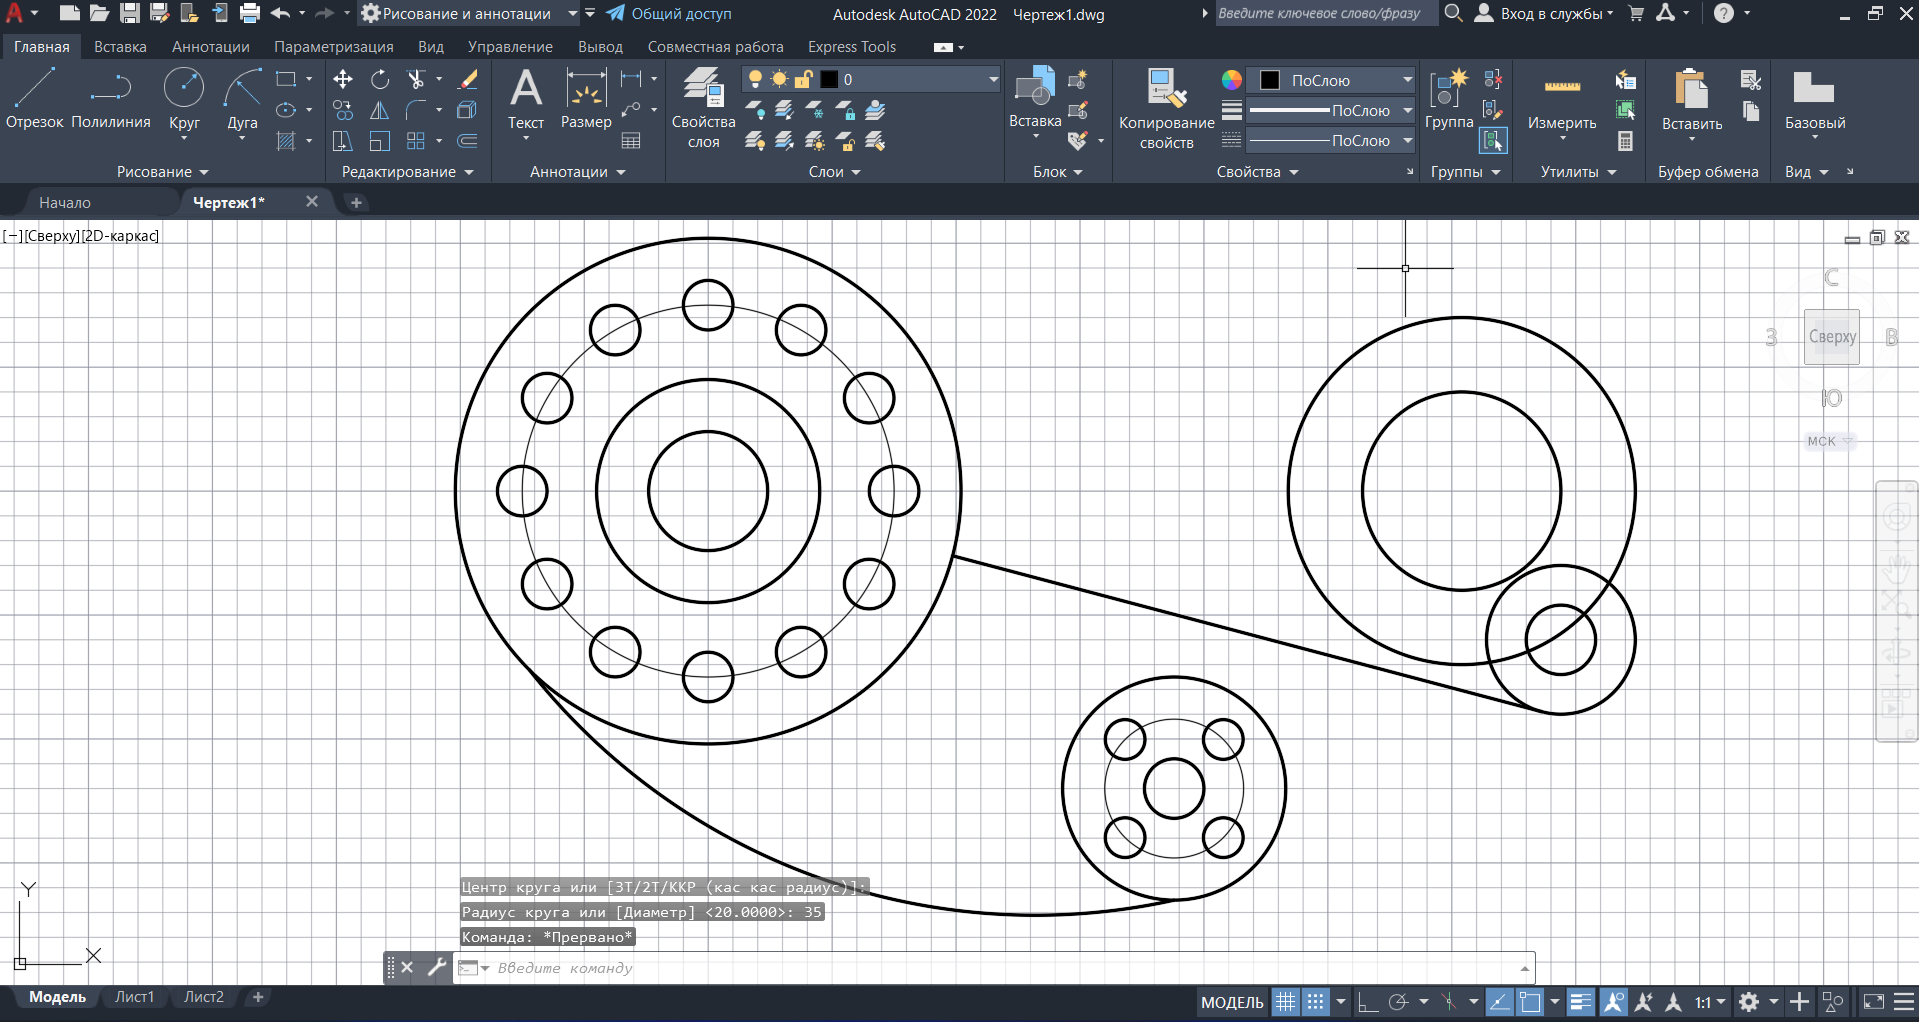 Рисование и аннотации
Общий доступ
Autodesk AutoCAD 2022 Чертеж1.dwg
Введите ключевое слово/фразу
Вход в службы
Главная Вставка Аннотации Параметризация Вид Управление Вывод Совместная работа Express Tools
0
ПоСлою
ПоСлою
ПоСлою
Отрезок Полилиния Круг Дуга
Текст Размер
Свойства слоя
Вставка
Копирование свойств
Группа
Измерить
Вставить
Базовый
Рисование Редактирование Аннотации Слои Блок Свойства Группы Утилиты Буфер обмена Вид
Начало Чертеж1*
[−][Сверху][2D-каркас]
С
З Сверху В
Ю
МСК
Y
X
Центр круга или [3Т/2Т/ККР (кас кас радиус)]:
Радиус круга или [Диаметр] <20.0000>: 35
Команда: *Прервано*
Введите команду
Модель Лист1 Лист2
МОДЕЛЬ
1:1